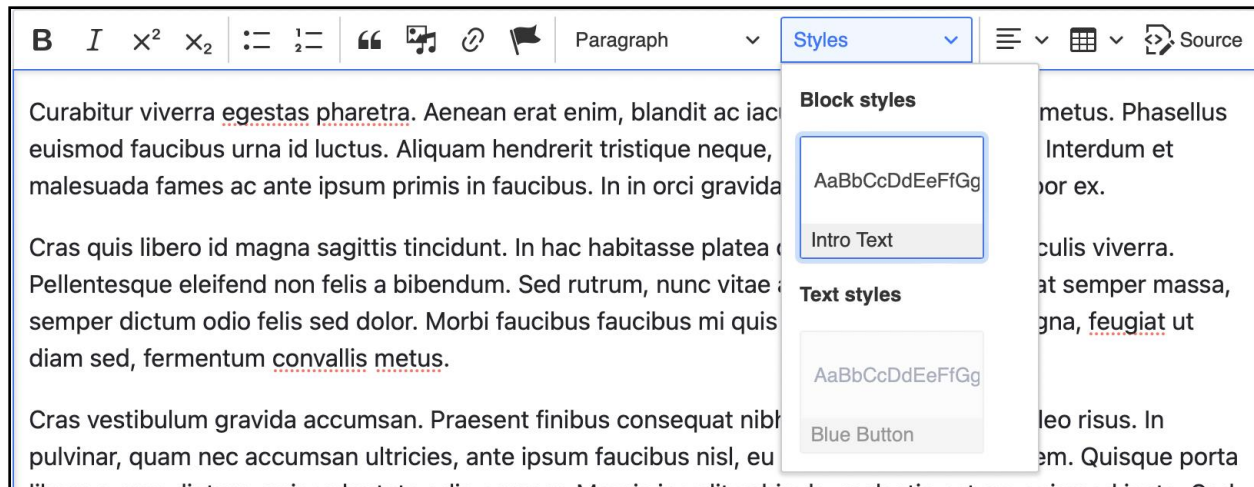 B I x² x₂ Paragraph Styles Source
Block styles
AaBbCcDdEeFfGg
Intro Text
Text styles
AaBbCcDdEeFfGg
Blue Button
Curabitur viverra egestas pharetra. Aenean erat enim, blandit ac metus. Phasellus
euismod faucibus urna id luctus. Aliquam hendrerit tristique neque, Interdum et
malesuada fames ac ante ipsum primis in faucibus. In in orci gravida ex.
Cras quis libero id magna sagittis tincidunt. In hac habitasse platea viverra.
Pellentesque eleifend non felis a bibendum. Sed rutrum, nunc vitae at semper massa,
semper dictum odio felis sed dolor. Morbi faucibus faucibus mi quis feugiat ut
diam sed, fermentum convallis metus.
Cras vestibulum gravida accumsan. Praesent finibus consequat leo risus. In
pulvinar, quam nec accumsan ultricies, ante ipsum faucibus nisl, eu Quisque porta